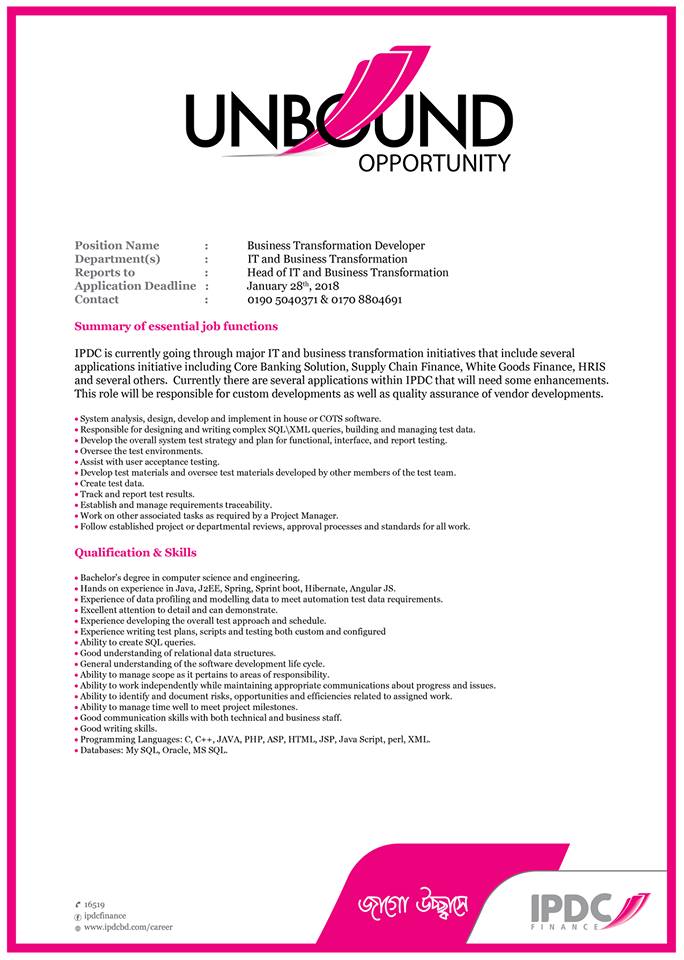 UNBOUND
OPPORTUNITY
Position Name : Business Transformation Developer
Department(s) : IT and Business Transformation
Reports to : Head of IT and Business Transformation
Application Deadline : January 28th, 2018
Contact : 0190 5040371 & 0170 8804691
Summary of essential job functions
IPDC is currently going through major IT and business transformation initiatives that include several
applications initiative including Core Banking Solution, Supply Chain Finance, White Goods Finance, HRIS
and several others. Currently there are several applications within IPDC that will need some enhancements.
This role will be responsible for custom developments as well as quality assurance of vendor developments.
• System analysis, design, develop and implement in house or COTS software.
• Responsible for designing and writing complex SQL\XML queries, building and managing test data.
• Develop the overall system test strategy and plan for functional, interface, and report testing.
• Oversee the test environments.
• Assist with user acceptance testing.
• Develop test materials and oversee test materials developed by other members of the test team.
• Create test data.
• Track and report test results.
• Establish and manage requirements traceability.
• Work on other associated tasks as required by a Project Manager.
• Follow established project or departmental reviews, approval processes and standards for all work.
Qualification & Skills
• Bachelor's degree in computer science and engineering.
• Hands on experience in Java, J2EE, Spring, Sprint boot, Hibernate, Angular JS.
• Experience of data profiling and modelling data to meet automation test data requirements.
• Excellent attention to detail and can demonstrate.
• Experience developing the overall test approach and schedule.
• Experience writing test plans, scripts and testing both custom and configured
• Ability to create SQL queries.
• Good understanding of relational data structures.
• General understanding of the software development life cycle.
• Ability to manage scope as it pertains to areas of responsibility.
• Ability to work independently while maintaining appropriate communications about progress and issues.
• Ability to identify and document risks, opportunities and efficiencies related to assigned work.
• Ability to manage time well to meet project milestones.
• Good communication skills with both technical and business staff.
• Good writing skills.
• Programming Languages: C, C++, JAVA, PHP, ASP, HTML, JSP, Java Script, perl, XML.
• Databases: My SQL, Oracle, MS SQL.
16519
ipdcfinance
www.ipdcbd.com/career
জাগো উচ্ছ্বাসে
IPDC
FINANCE